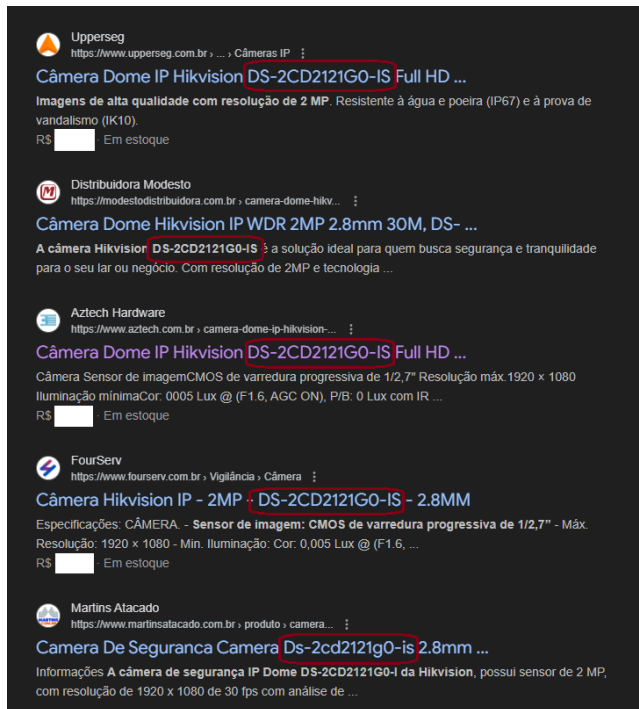 Upperseg
https://www.upperseg.com.br › ... › Câmeras IP
Câmera Dome IP Hikvision DS-2CD2121G0-IS Full HD ...
Imagens de alta qualidade com resolução de 2 MP. Resistente à água e poeira (IP67) e à prova de
vandalismo (IK10).
R$ · Em estoque
Distribuidora Modesto
https://modestodistribuidora.com.br › camera-dome-hikv...
Câmera Dome Hikvision IP WDR 2MP 2.8mm 30M, DS- ...
A câmera Hikvision DS-2CD2121G0-IS é a solução ideal para quem busca segurança e tranquilidade
para o seu lar ou negócio. Com resolução de 2MP e tecnologia ...
Aztech Hardware
https://www.aztech.com.br › camera-dome-ip-hikvision-...
Câmera Dome IP Hikvision DS-2CD2121G0-IS Full HD ...
Câmera Sensor de imagemCMOS de varredura progressiva de 1/2,7" Resolução máx.1920 × 1080
Iluminação mínimaCor: 0005 Lux @ (F1.6, AGC ON), P/B: 0 Lux com IR ...
R$ · Em estoque
FourServ
https://www.fourserv.com.br › Vigilância › Câmera
Câmera Hikvision IP - 2MP - DS-2CD2121G0-IS - 2.8MM
Especificações: CÂMERA. - Sensor de imagem: CMOS de varredura progressiva de 1/2,7” - Máx.
Resolução: 1920 × 1080 - Min. Iluminação: Cor: 0,005 Lux @ (F1.6, ...
R$ · Em estoque
Martins Atacado
https://www.martinsatacado.com.br › produto › camera...
Camera De Seguranca Camera Ds-2cd2121g0-is 2.8mm ...
Informações A câmera de segurança IP Dome DS-2CD2121G0-I da Hikvision, possui sensor de 2 MP,
com resolução de 1920 x 1080 de 30 fps com análise de ...